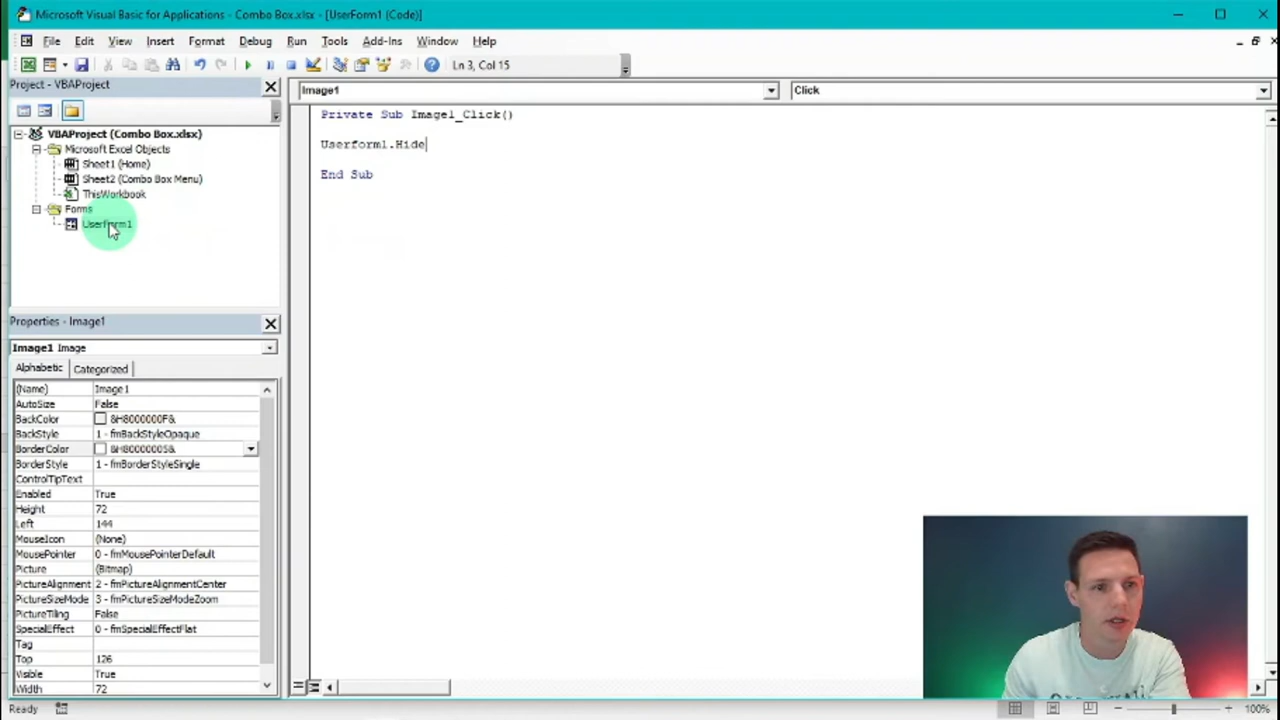 Microsoft Visual Basic for Applications - Combo Box.xlsx - [UserForm1 (Code)]
File Edit View Insert Format Debug Run Tools Add-Ins Window Help
Ln 3, Col 15
Project - VBAProject
VBAProject (Combo Box.xlsx)
Microsoft Excel Objects
Sheet1 (Home)
Sheet2 (Combo Box Menu)
ThisWorkbook
Forms
UserForm1
Image1 Click
Private Sub Image1_Click()
Userform1.Hide
End Sub
Properties - Image1
Image1 Image
Alphabetic Categorized
(Name) Image1
AutoSize False
BackColor &H8000000F&
BackStyle 1 - fmBackStyleOpaque
BorderColor &H80000005&
BorderStyle 1 - fmBorderStyleSingle
ControlTipText
Enabled True
Height 72
Left 144
MouseIcon (None)
MousePointer 0 - fmMousePointerDefault
Picture (Bitmap)
PictureAlignment 2 - fmPictureAlignmentCenter
PictureSizeMode 3 - fmPictureSizeModeZoom
PictureTiling False
SpecialEffect 0 - fmSpecialEffectFlat
Tag
Top 126
Visible True
Width 72
Ready
100%